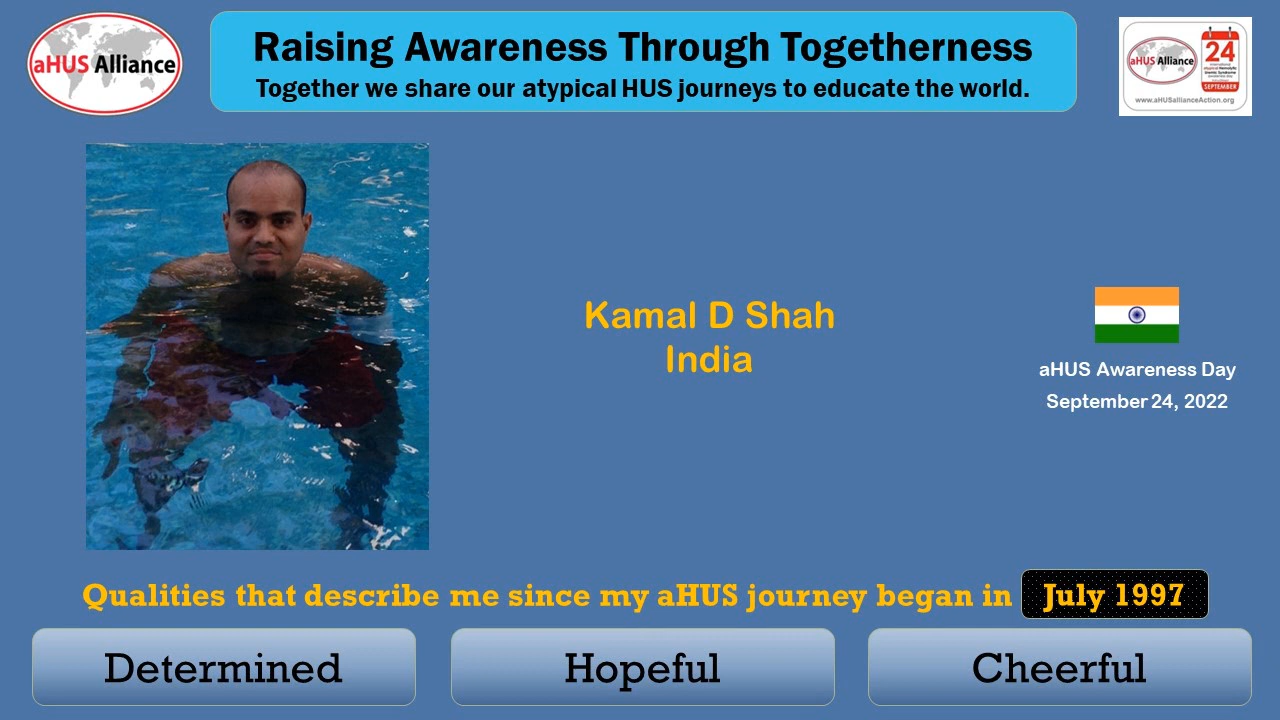 aHUS Alliance
Raising Awareness Through Togetherness
Together we share our atypical HUS journeys to educate the world.
aHUS Alliance
24
SEPTEMBER
www.aHUSallianceAction.org
Kamal D Shah
India
aHUS Awareness Day
September 24, 2022
Qualities that describe me since my aHUS journey began in July 1997
Determined Hopeful Cheerful